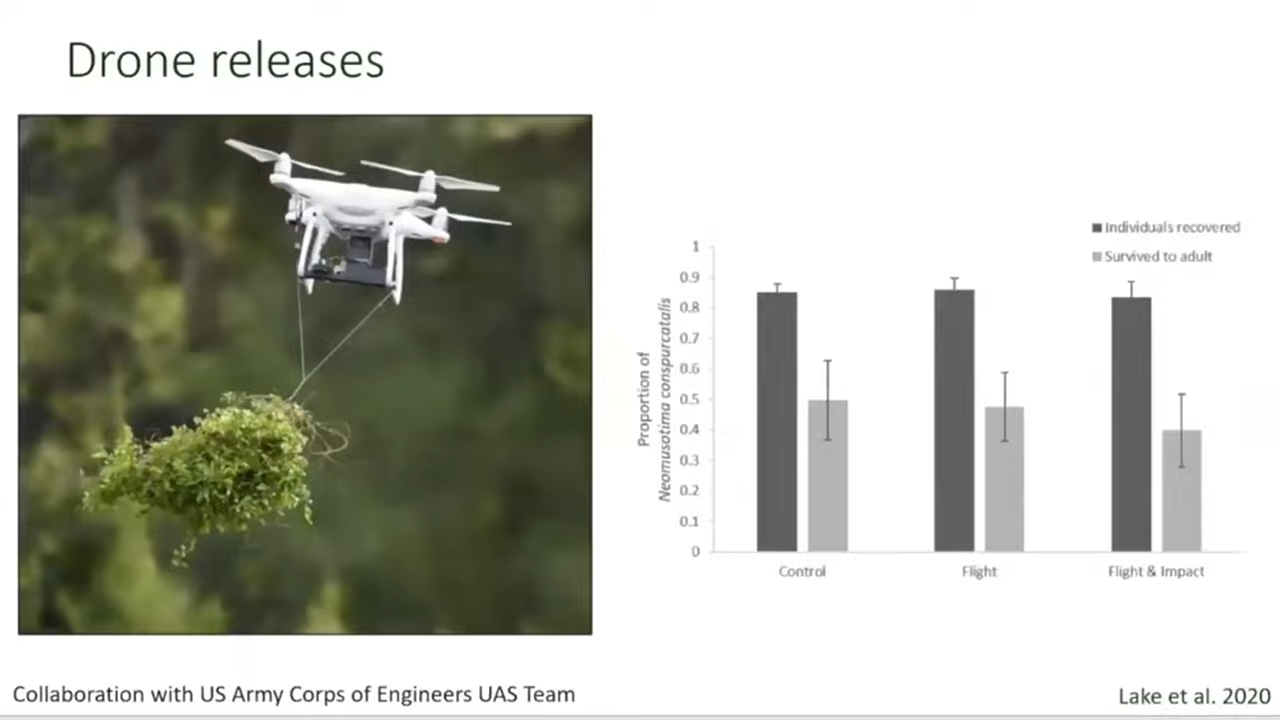 Drone releases
Individuals recovered
Survived to adult
Proportion of
Neomusotima conspurcatalis
1
0.9
0.8
0.7
0.6
0.5
0.4
0.3
0.2
0.1
0
Control
Flight
Flight & Impact
Collaboration with US Army Corps of Engineers UAS Team
Lake et al. 2020